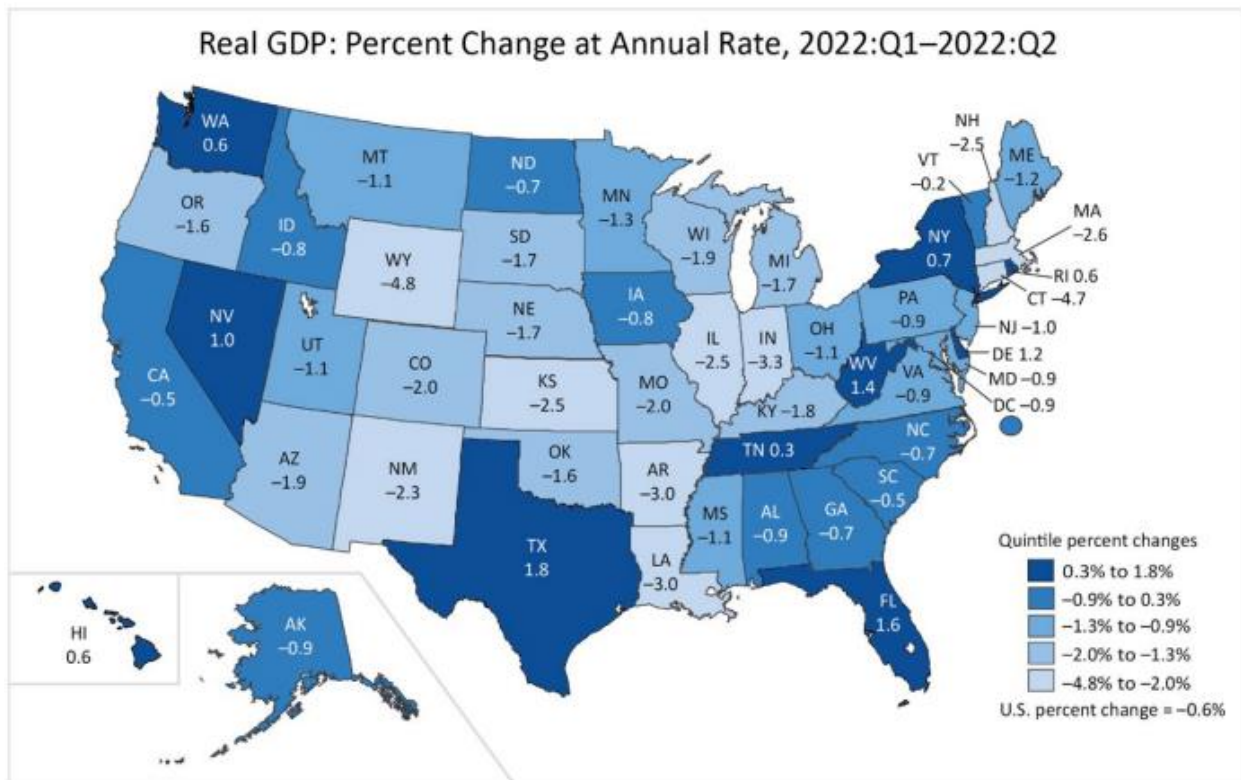 Real GDP: Percent Change at Annual Rate, 2022:Q1–2022:Q2
WA
0.6
MT
–1.1
ND
–0.7
MN
–1.3
NH
–2.5
VT
–0.2
ME
–1.2
OR
–1.6
ID
–0.8
SD
–1.7
WI
–1.9
MI
–1.7
NY
0.7
MA
–2.6
RI 0.6
CT –4.7
WY
–4.8
IA
–0.8
NE
–1.7
PA
–0.9
NJ –1.0
NV
1.0
UT
–1.1
CO
–2.0
IL
–2.5
IN
–3.3
OH
–1.1
WV
1.4
VA
–0.9
DE 1.2
MD –0.9
DC –0.9
CA
–0.5
KS
–2.5
MO
–2.0
KY –1.8
NC
–0.7
TN 0.3
AZ
–1.9
NM
–2.3
OK
–1.6
AR
–3.0
SC
–0.5
MS
–1.1
AL
–0.9
GA
–0.7
TX
1.8
LA
–3.0
FL
1.6
HI
0.6
AK
–0.9
Quintile percent changes
0.3% to 1.8%
–0.9% to 0.3%
–1.3% to –0.9%
–2.0% to –1.3%
–4.8% to –2.0%
U.S. percent change = –0.6%